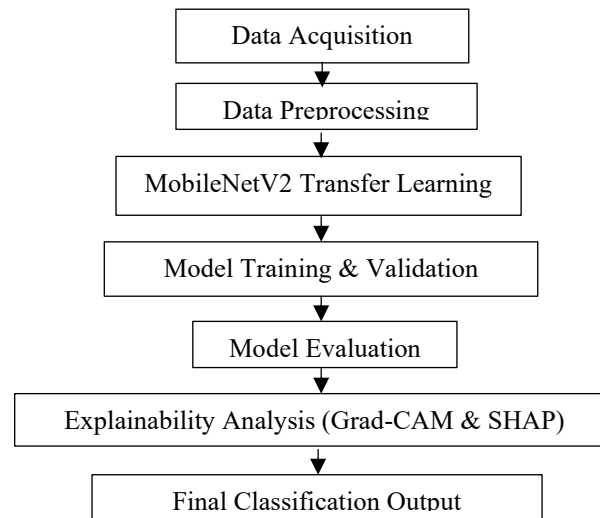 Data Acquisition
Data Preprocessing
MobileNetV2 Transfer Learning
Model Training & Validation
Model Evaluation
Explainability Analysis (Grad-CAM & SHAP)
Final Classification Output